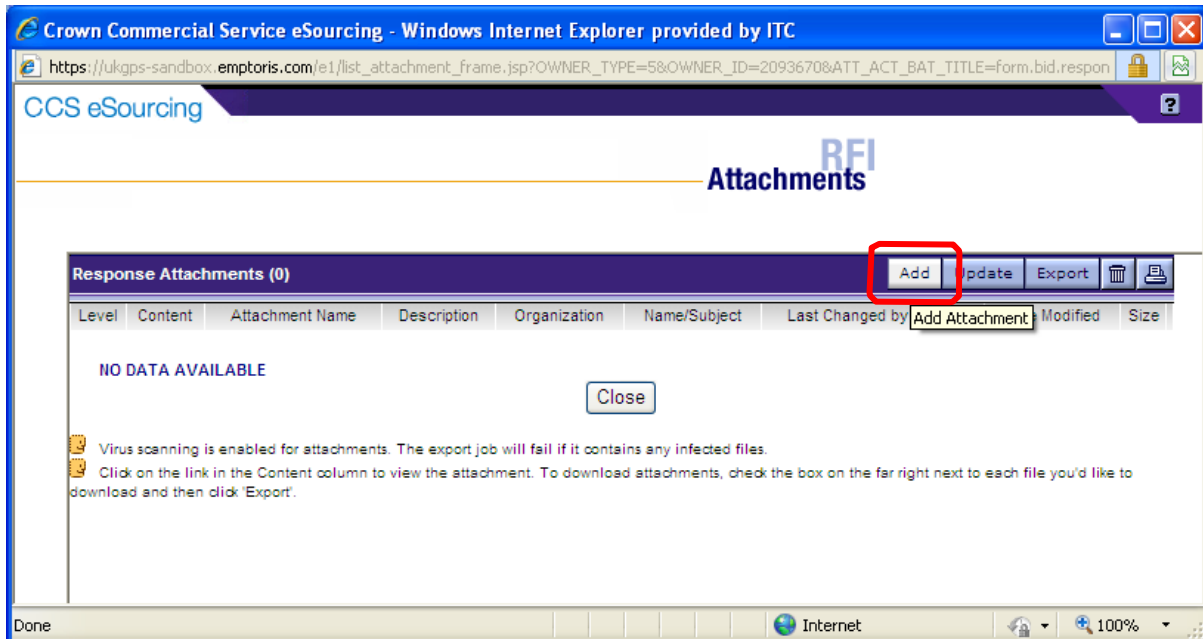 Crown Commercial Service eSourcing - Windows Internet Explorer provided by ITC
https://ukgps-sandbox.emptoris.com/e1/list_attachment_frame.jsp?OWNER_TYPE=5&OWNER_ID=2093670&ATT_ACT_BAT_TITLE=form.bid.respon
CCS eSourcing
?
RFI
Attachments
Response Attachments (0) Add Update Export
Level Content Attachment Name Description Organization Name/Subject Last Changed by Modified Size
Add Attachment
NO DATA AVAILABLE
Close
Virus scanning is enabled for attachments. The export job will fail if it contains any infected files.
Click on the link in the Content column to view the attachment. To download attachments, check the box on the far right next to each file you'd like to
download and then click 'Export'.
Done Internet 100%